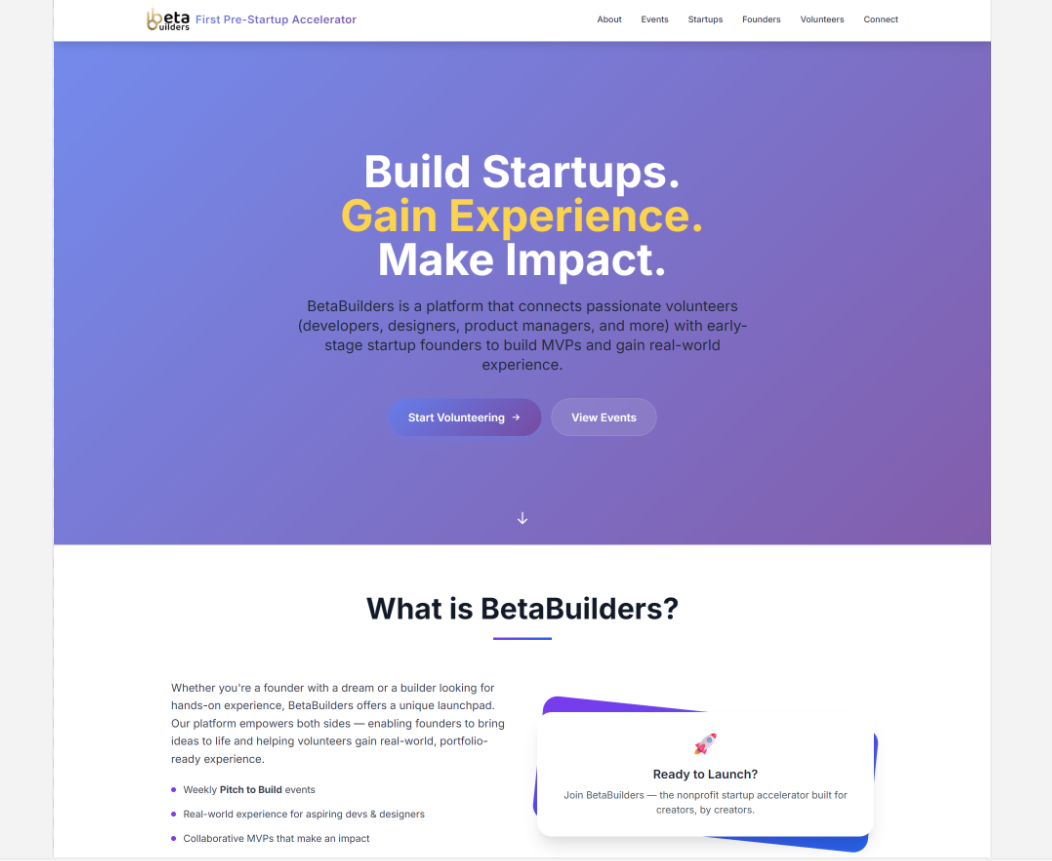 beta
uilders
First Pre-Startup Accelerator
About Events Startups Founders Volunteers Connect
Build Startups.
Gain Experience.
Make Impact.
BetaBuilders is a platform that connects passionate volunteers
(developers, designers, product managers, and more) with early-
stage startup founders to build MVPs and gain real-world
experience.
Start Volunteering →
View Events
↓
What is BetaBuilders?
Whether you're a founder with a dream or a builder looking for
hands-on experience, BetaBuilders offers a unique launchpad.
Our platform empowers both sides — enabling founders to bring
ideas to life and helping volunteers gain real-world, portfolio-
ready experience.
Weekly Pitch to Build events
Real-world experience for aspiring devs & designers
Collaborative MVPs that make an impact
Ready to Launch?
Join BetaBuilders — the nonprofit startup accelerator built for
creators, by creators.